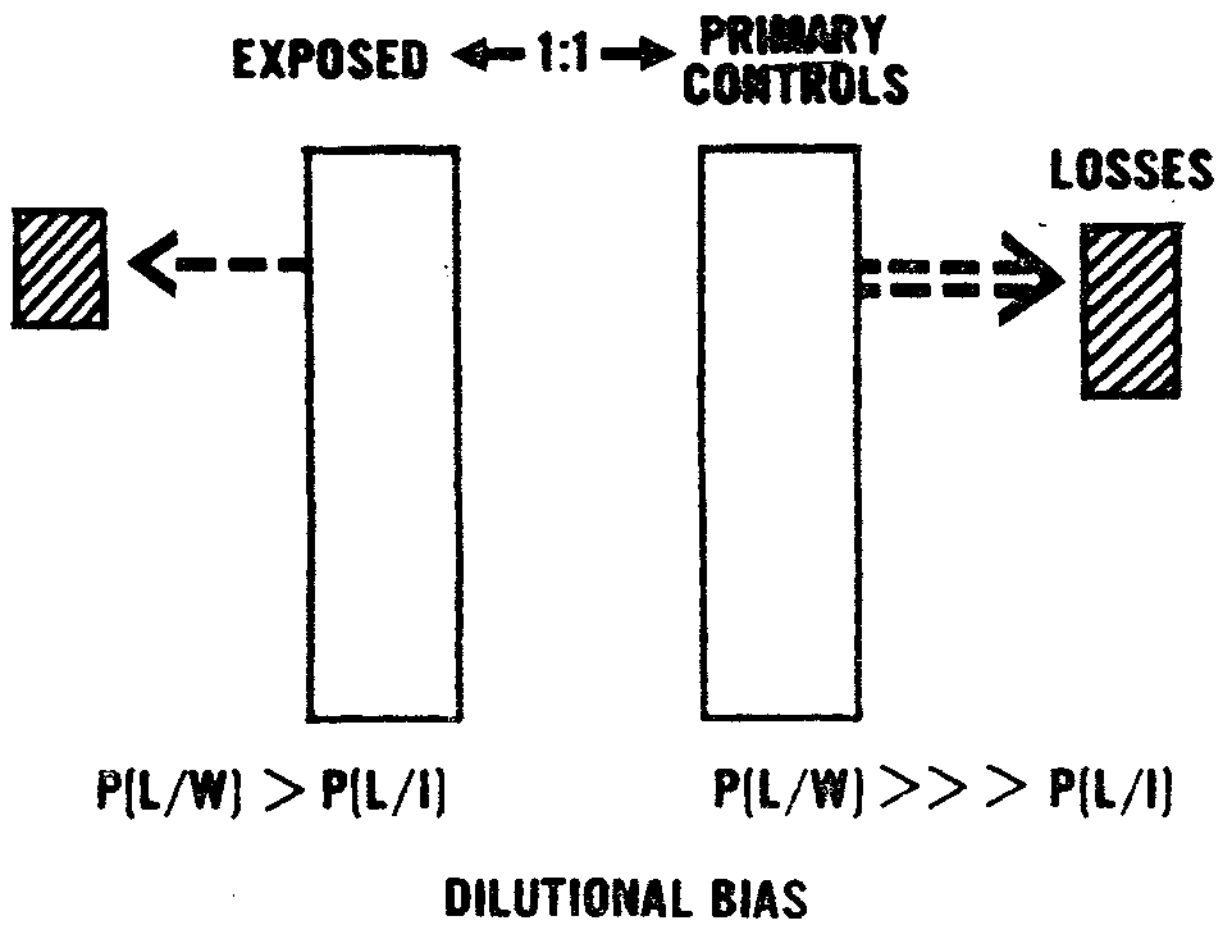 EXPOSED 1:1 PRIMARY
CONTROLS
LOSSES
P(L/W) > P(L/I) P(L/W) >>> P(L/I)
DILUTIONAL BIAS